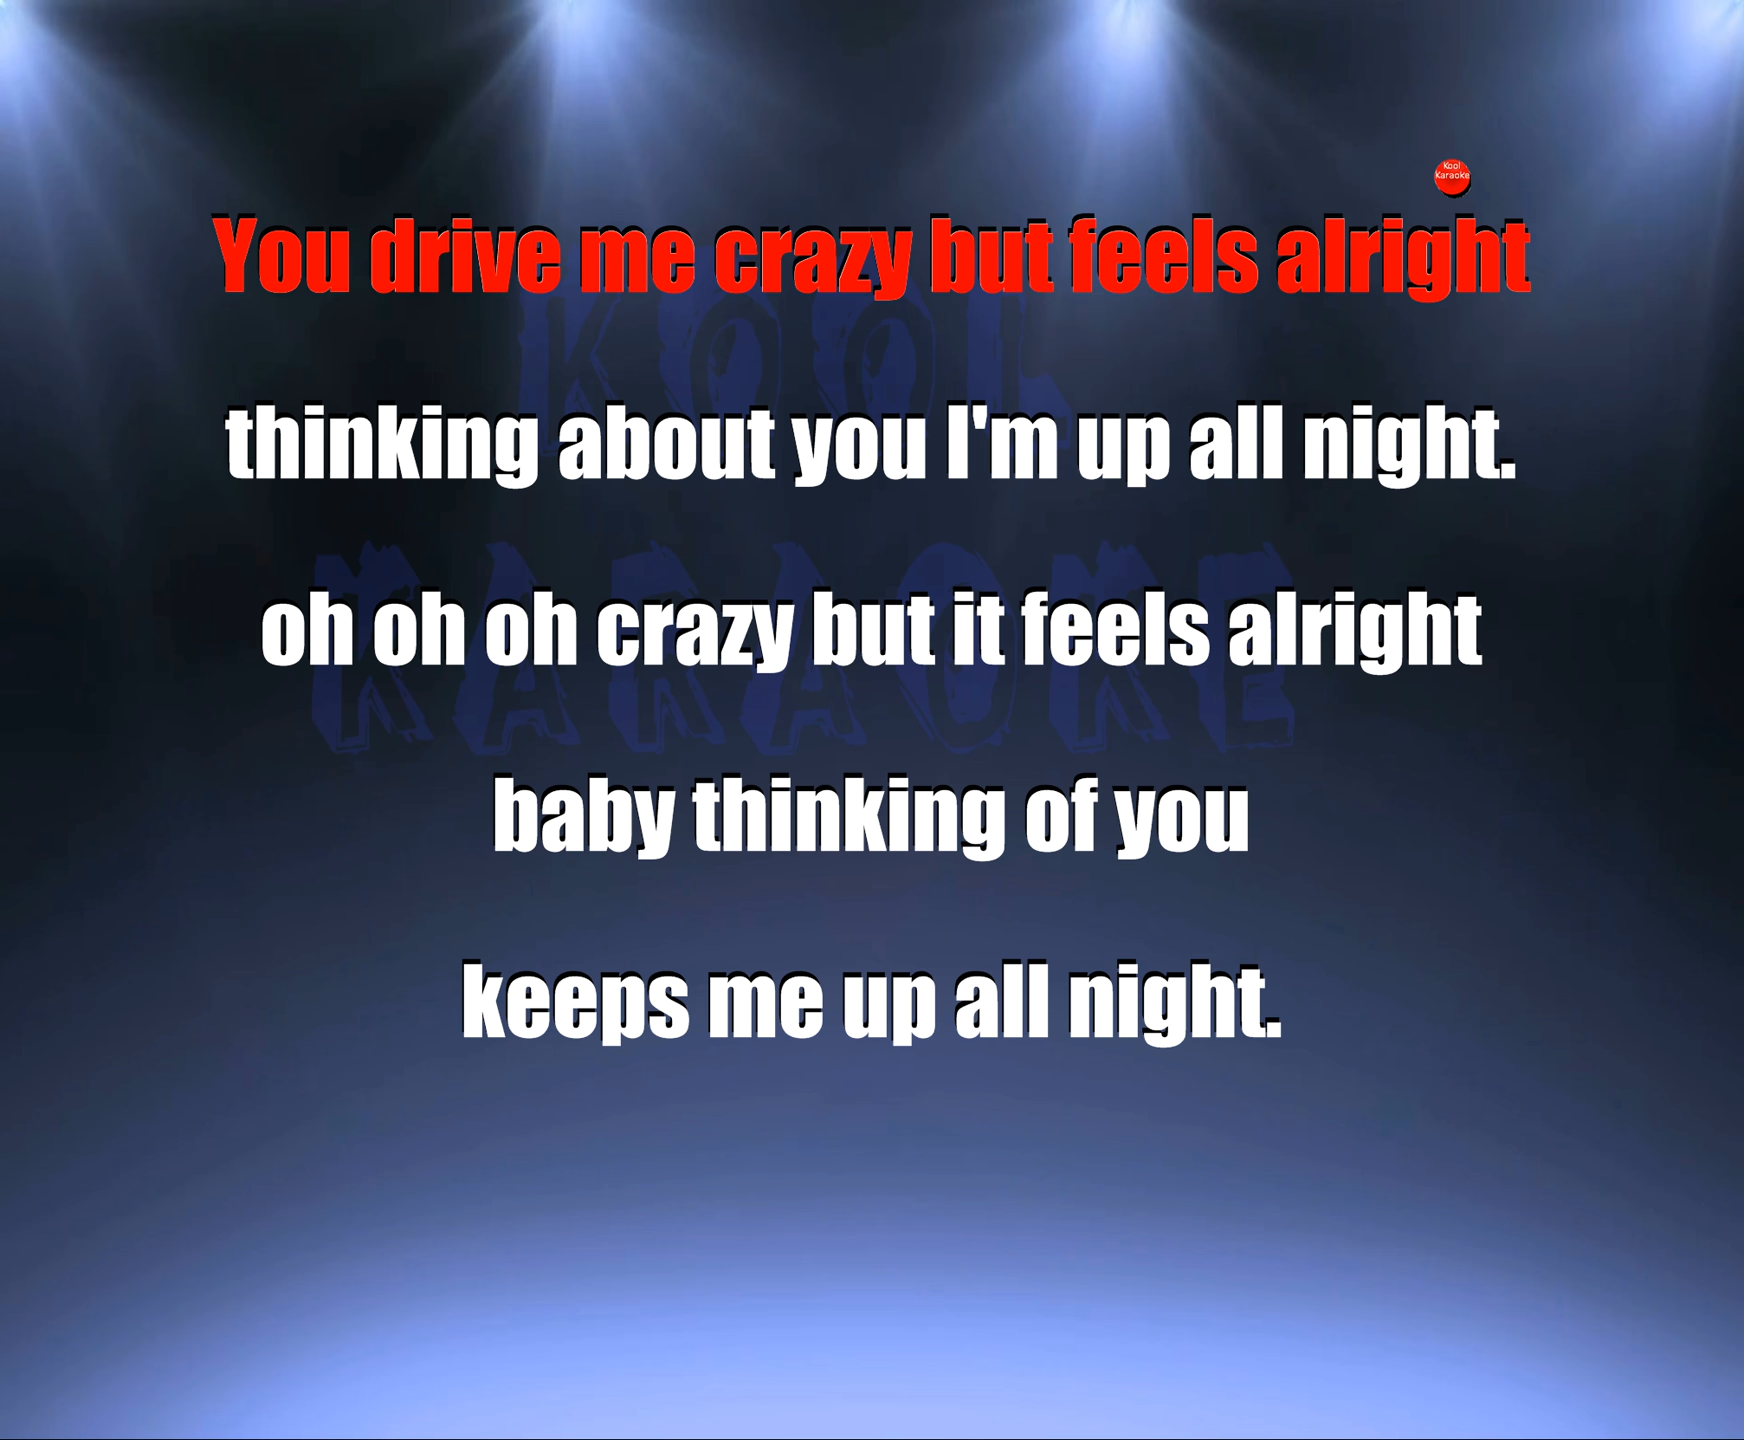 Kool
Karaoke
You drive me crazy but feels alright
KOOL
thinking about you I'm up all night.
KARAOKE
oh oh oh crazy but it feels alright
baby thinking of you
keeps me up all night.